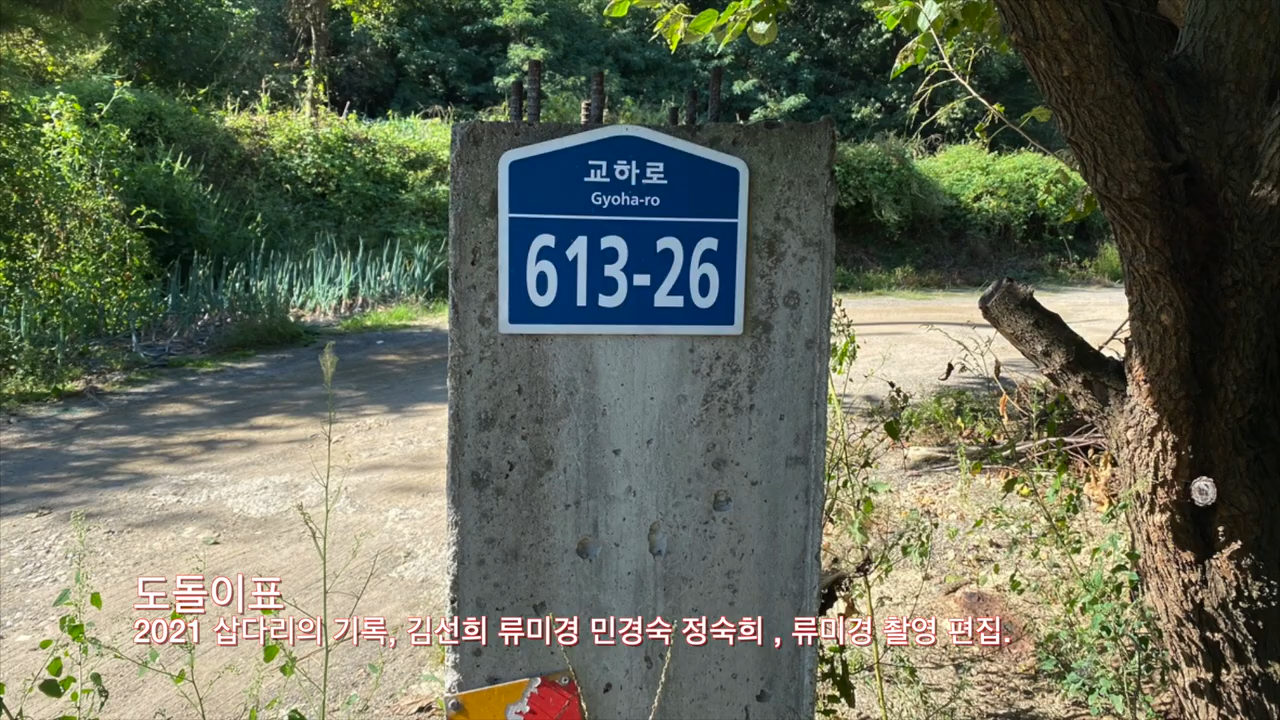 교하로
Gyoha-ro
613-26
도돌이표
2021 삽다리의 기록, 김선희 류미경 민경숙 정숙희 , 류미경 촬영 편집.